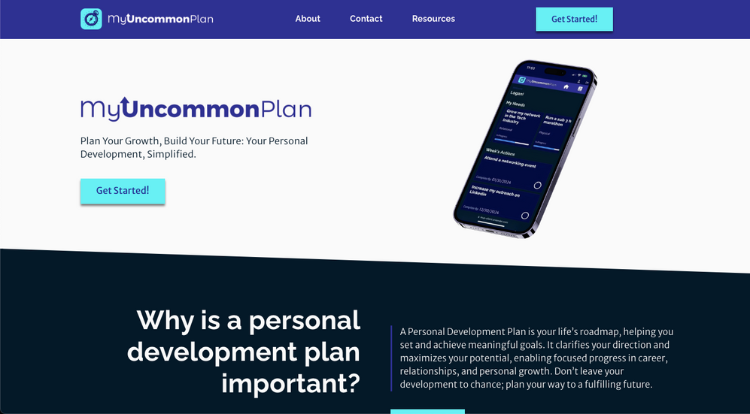 myUncommonPlan
About
Contact
Resources
Get Started!
myUncommonPlan
Plan Your Growth, Build Your Future: Your Personal
Development, Simplified.
Get Started!
myUncommonPlan
Logan!
My Needs
Grow my network
in the Tech
industry
Run a sub 3 h
marathon
Week's Actions
Attend a networking event
Increase my outreach on
LinkedIn
Why is a personal
development plan
important?
A Personal Development Plan is your life's roadmap, helping you
set and achieve meaningful goals. It clarifies your direction and
maximizes your potential, enabling focused progress in career,
relationships, and personal growth. Don't leave your
development to chance; plan your way to a fulfilling future.